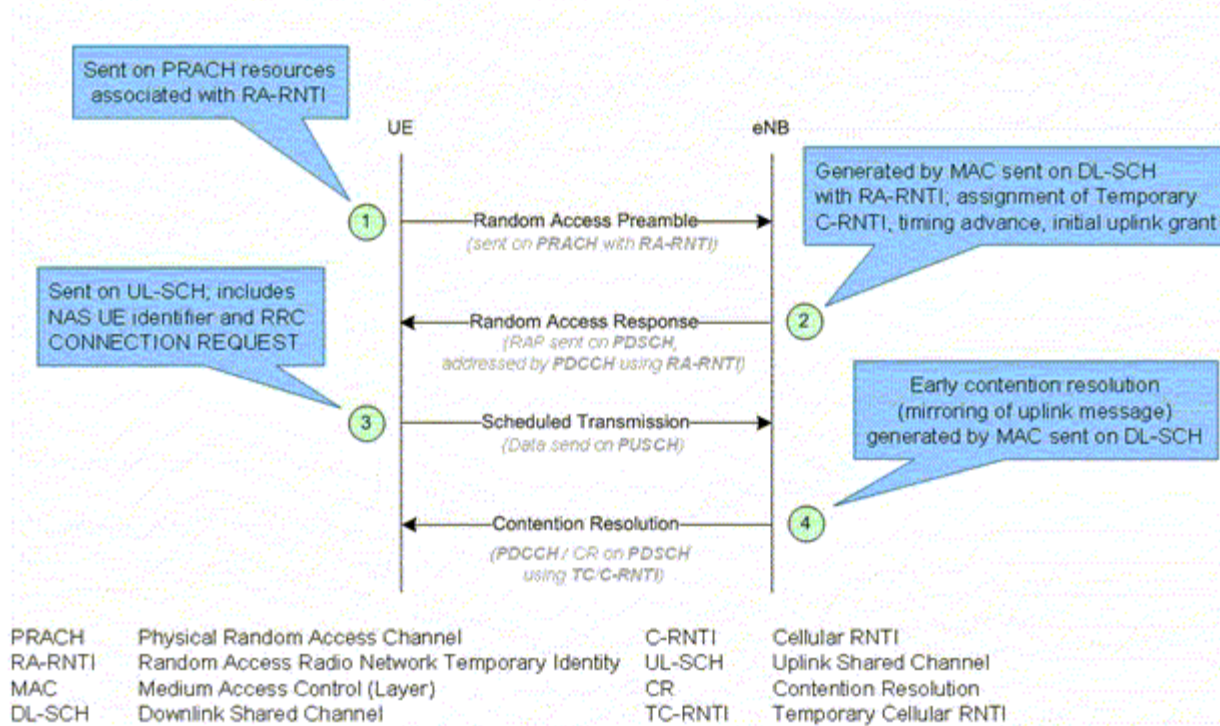 Sent on PRACH resources
associated with RA-RNTI
UE
eNB
Generated by MAC sent on DL-SCH
with RA-RNTI; assignment of Temporary
C-RNTI, timing advance, initial uplink grant
1
Random Access Preamble
(sent on PRACH with RA-RNTI)
Sent on UL-SCH; includes
NAS UE identifier and RRC
CONNECTION REQUEST
2
Random Access Response
(RAP sent on PDSCH,
addressed by PDCCH using RA-RNTI)
Early contention resolution
(mirroring of uplink message)
generated by MAC sent on DL-SCH
3
Scheduled Transmission
(Data send on PUSCH)
4
Contention Resolution
(PDCCH / CR on PDSCH
using TC/C-RNTI)
PRACH Physical Random Access Channel C-RNTI Cellular RNTI
RA-RNTI Random Access Radio Network Temporary Identity UL-SCH Uplink Shared Channel
MAC Medium Access Control (Layer) CR Contention Resolution
DL-SCH Downlink Shared Channel TC-RNTI Temporary Cellular RNTI